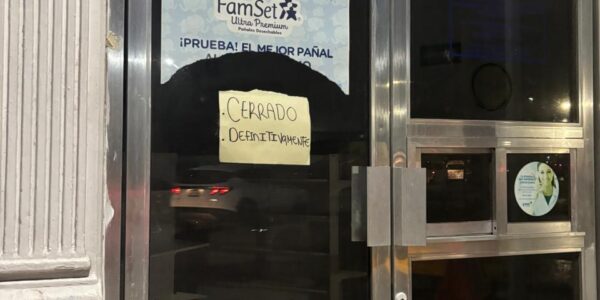 FamSet
Ultra Premium
Pañales Desechables
¡PRUEBA! EL MEJOR PAÑAL
. CERRADO
. DEFINITIVAMENTE